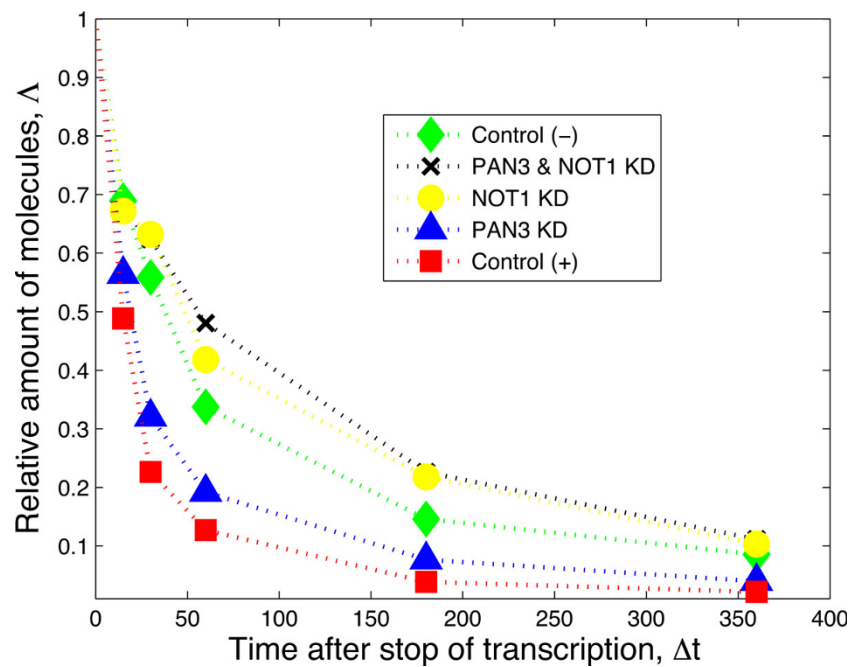 1
0.9
0.8
0.7
0.6
0.5
0.4
0.3
0.2
0.1
Relative amount of molecules, Λ
Control (−)
PAN3 & NOT1 KD
NOT1 KD
PAN3 KD
Control (+)
0 50 100 150 200 250 300 350 400
Time after stop of transcription, Δt